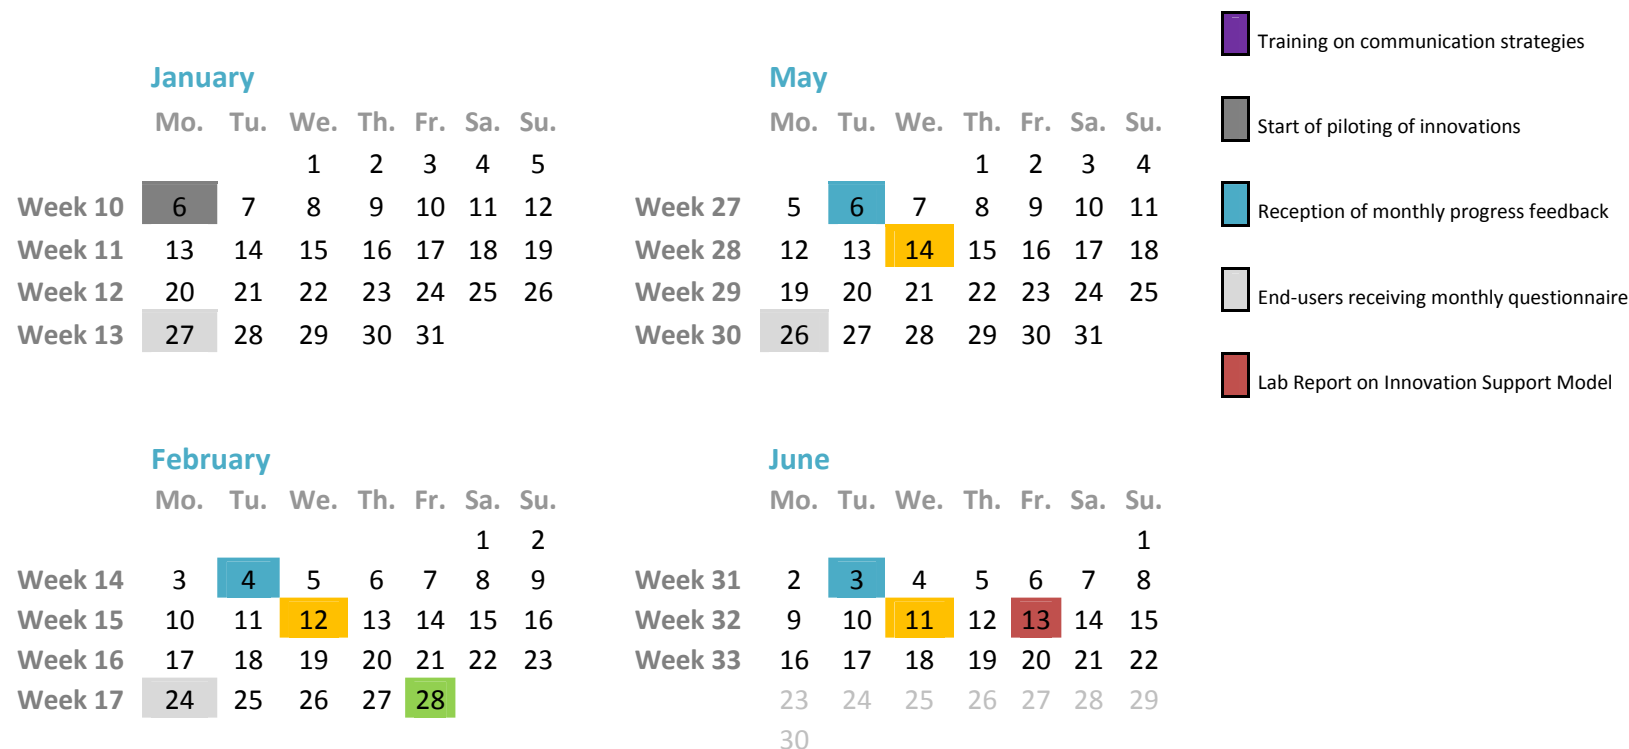 January
Mo. Tu. We. Th. Fr. Sa. Su.
1 2 3 4 5
Week 10 6 7 8 9 10 11 12
Week 11 13 14 15 16 17 18 19
Week 12 20 21 22 23 24 25 26
Week 13 27 28 29 30 31
February
Mo. Tu. We. Th. Fr. Sa. Su.
1 2
Week 14 3 4 5 6 7 8 9
Week 15 10 11 12 13 14 15 16
Week 16 17 18 19 20 21 22 23
Week 17 24 25 26 27 28
May
Mo. Tu. We. Th. Fr. Sa. Su.
1 2 3 4
Week 27 5 6 7 8 9 10 11
Week 28 12 13 14 15 16 17 18
Week 29 19 20 21 22 23 24 25
Week 30 26 27 28 29 30 31
June
Mo. Tu. We. Th. Fr. Sa. Su.
1
Week 31 2 3 4 5 6 7 8
Week 32 9 10 11 12 13 14 15
Week 33 16 17 18 19 20 21 22
23 24 25 26 27 28 29
30
Training on communication strategies
Start of piloting of innovations
Reception of monthly progress feedback
End-users receiving monthly questionnaire
Lab Report on Innovation Support Model